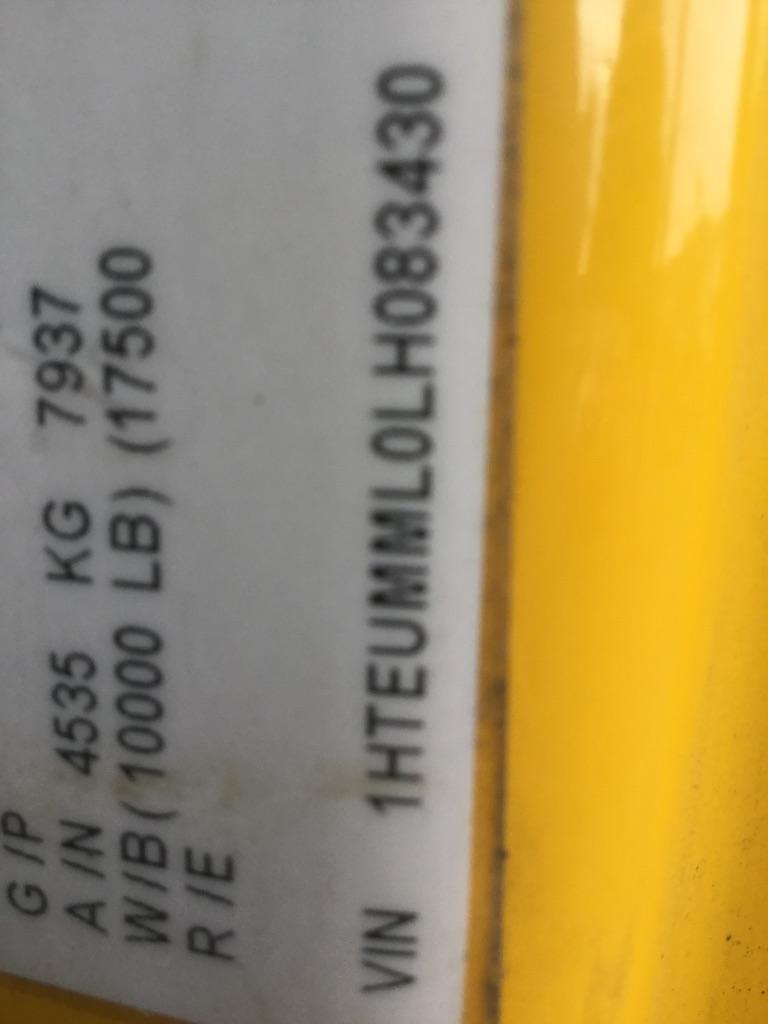 G/P
A/N 4535 KG 7937
W/B (10000 LB) (17500
R/E
VIN 1HTEUMML0LH083430